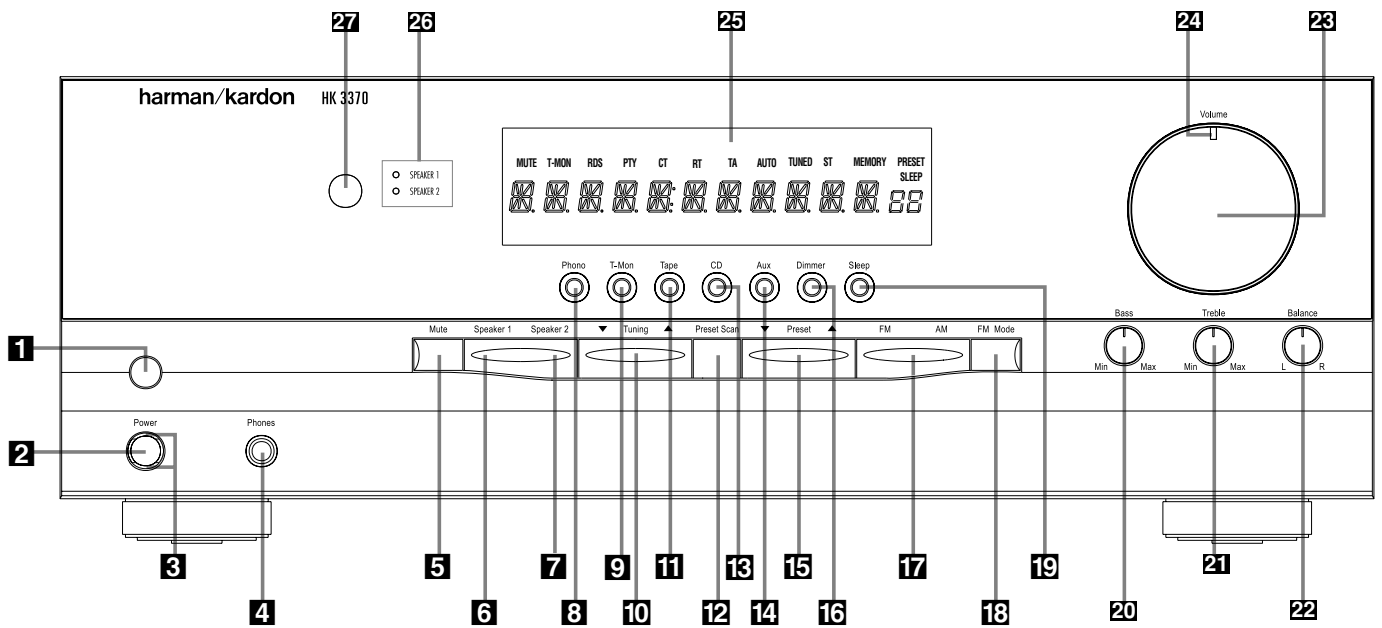 27 26 25 24 23
Volume
harman/kardon HK 3370
MUTE T-MON RDS PTY CT RT TA AUTO TUNED ST MEMORY PRESET
SLEEP
SPEAKER 1
SPEAKER 2
Phono T-Mon Tape CD Aux Dimmer Sleep
Bass Treble Balance
Mute Speaker 1 Speaker 2 ▼ Tuning ▲ Preset Scan ▼ Preset ▲ FM AM FM Mode
1
Min Max Min Max L R
Power Phones
2
3 5 7 9 11 13 15 17 19 21
4 6 8 10 12 14 16 18 20 22